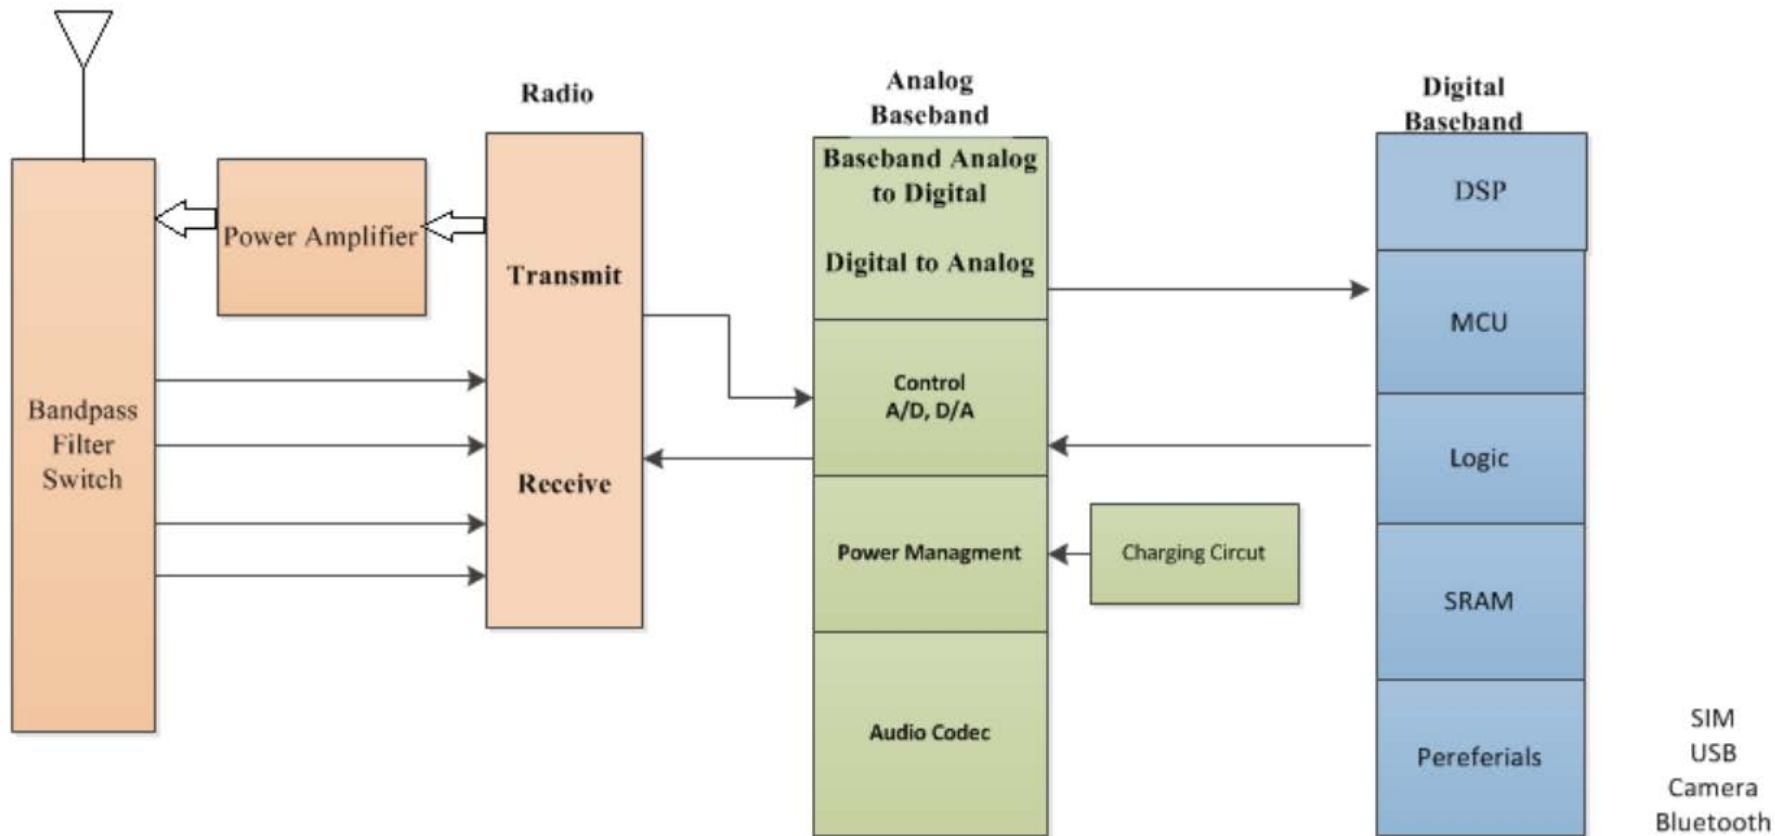 Radio
Analog
Baseband
Digital
Baseband
Bandpass
Filter
Switch
Power Amplifier
Transmit
Receive
Baseband Analog
to Digital
Digital to Analog
Control
A/D, D/A
Power Managment
Audio Codec
Charging Circut
DSP
MCU
Logic
SRAM
Pereferials
SIM
USB
Camera
Bluetooth